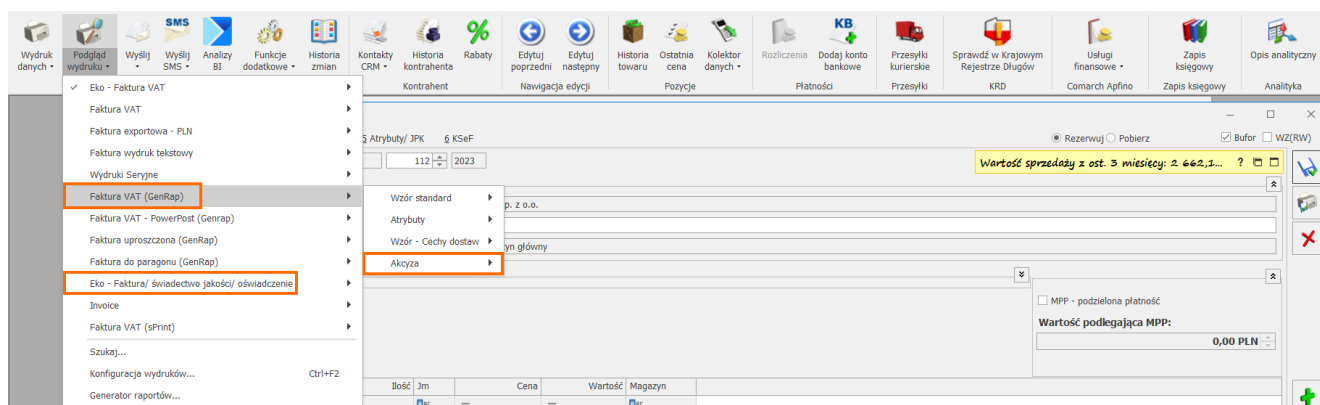 Wydruk danych
Podgląd wydruku
Wyślij
SMS
Wyślij SMS
Analizy BI
Funkcje dodatkowe
Historia zmian
Kontakty CRM
Historia kontrahenta
%
Rabaty
Edytuj poprzedni
Edytuj następny
Historia towaru
Ostatnia cena
Kolektor danych
Rozliczenia
KB
Dodaj konto bankowe
Przesyłki kurierskie
Sprawdź w Krajowym Rejestrze Długów
Usługi finansowe
Zapis księgowy
Opis analityczny
Kontrahent
Nawigacja edycji
Pozycje
Płatności
Przesyłki
KRD
Comarch Apfino
Zapis księgowy
Analityka
Eko - Faktura VAT
Faktura VAT
Faktura exportowa - PLN
5 Atrybuty/ JPK 6 KSeF
Rezerwuj Pobierz Bufor WZ(RW)
Faktura wydruk tekstowy
112 2023
Wartość sprzedaży z ost. 3 miesięcy: 2 662,1... ?
Wydruki Seryjne
Faktura VAT (GenRap)
Wzór standard
p. z o.o.
Faktura VAT - PowerPost (Genrap)
Atrybuty
Faktura uproszczona (GenRap)
Wzór - Cechy dostaw
yn główny
Faktura do paragonu (GenRap)
Akcyza
Eko - Faktura/ świadectwo jakości/ oświadczenie
Invoice
MPP - podzielona płatność
Faktura VAT (sPrint)
Wartość podlegająca MPP:
0,00 PLN
Szukaj...
Konfiguracja wydruków... Ctrl+F2
Generator raportów...
Ilość Jm Cena Wartość Magazyn